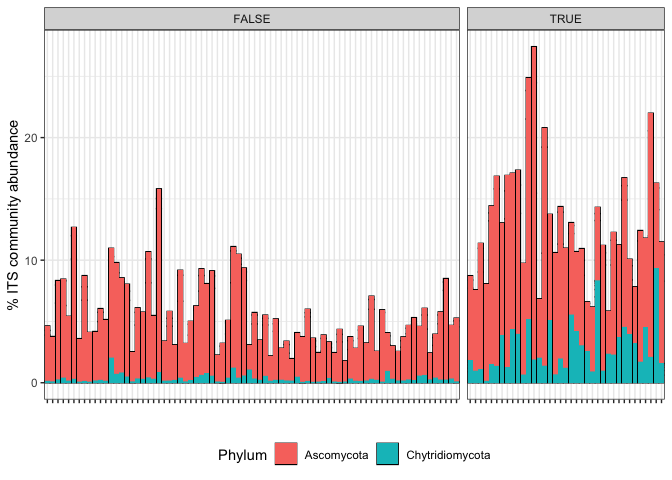 FALSE
TRUE
% ITS community abundance
20
10
0
Phylum
Ascomycota
Chytridiomycota